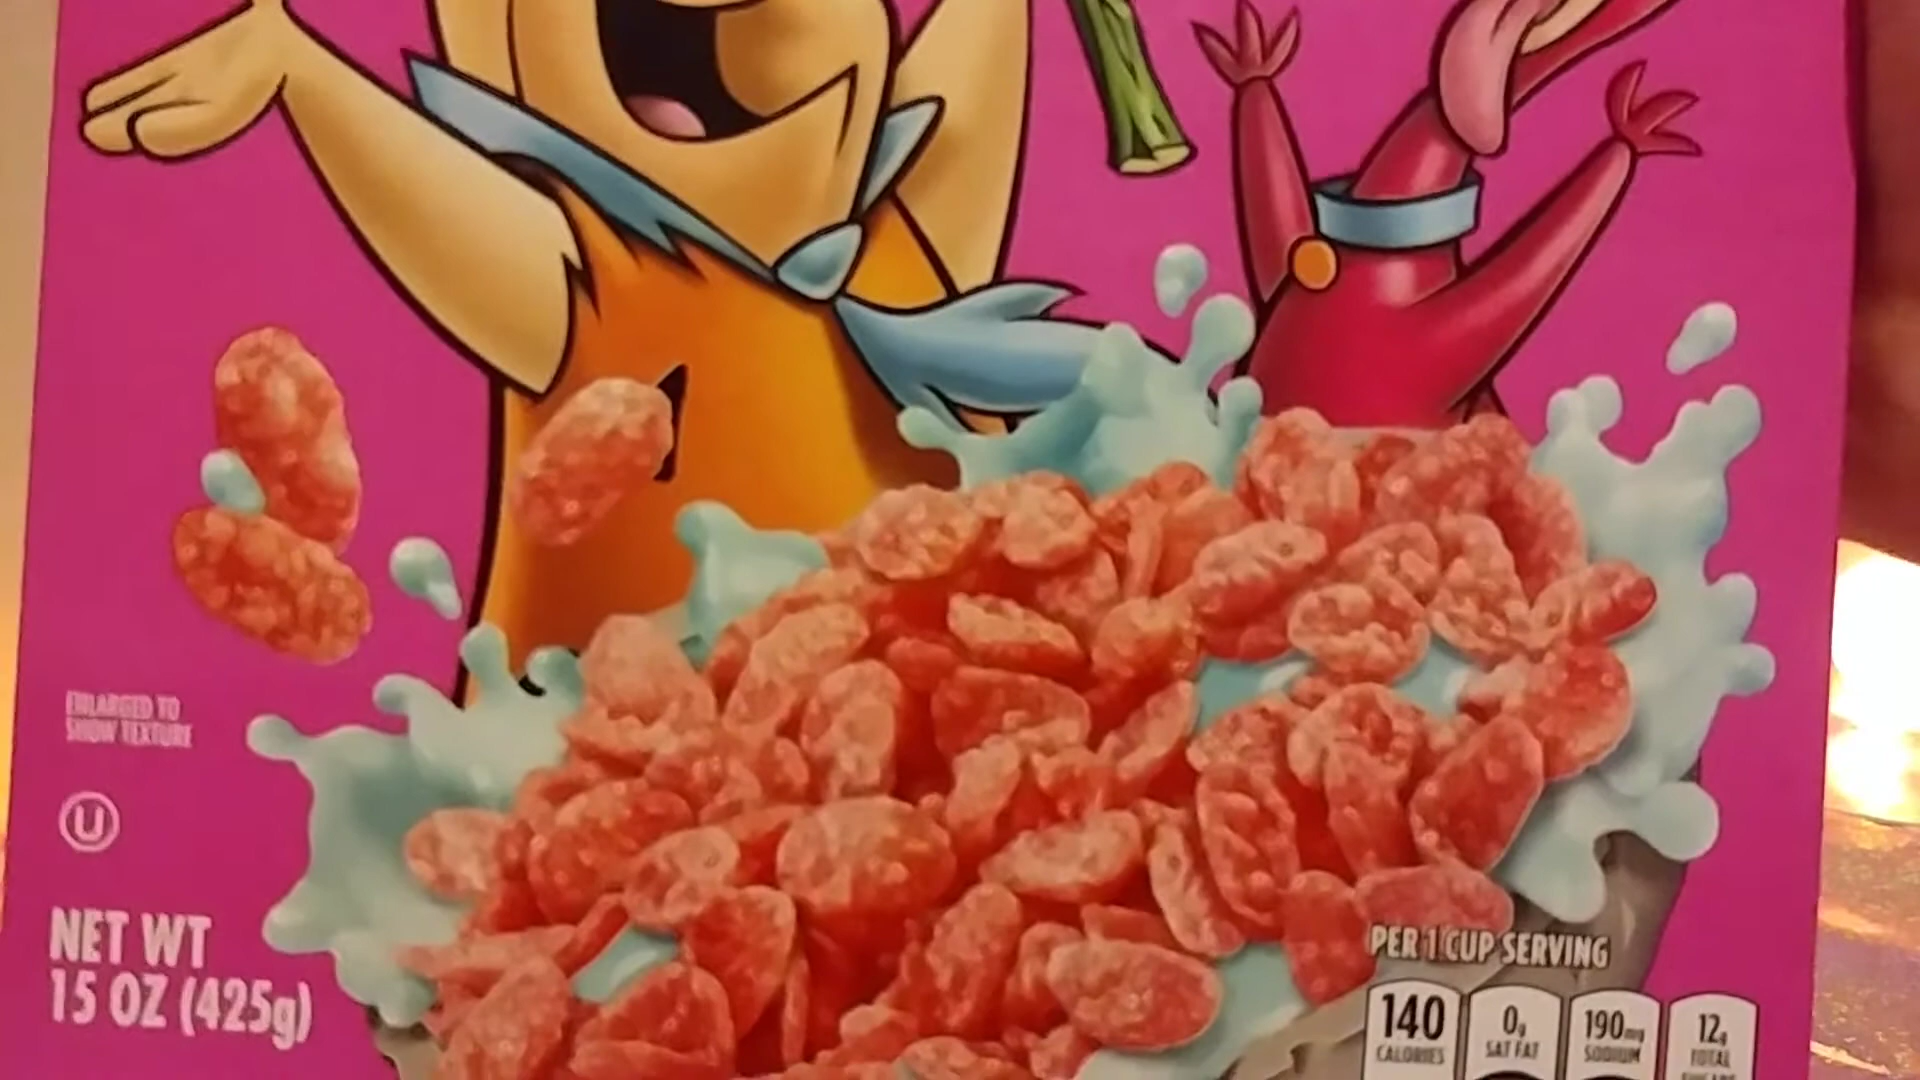 ENLARGED TO
SHOW TEXTURE
U
NET WT
15 OZ (425g)
PER 1 CUP SERVING
140
CALORIES
0g
SAT FAT
190mg
SODIUM
12g
TOTAL
SUGARS